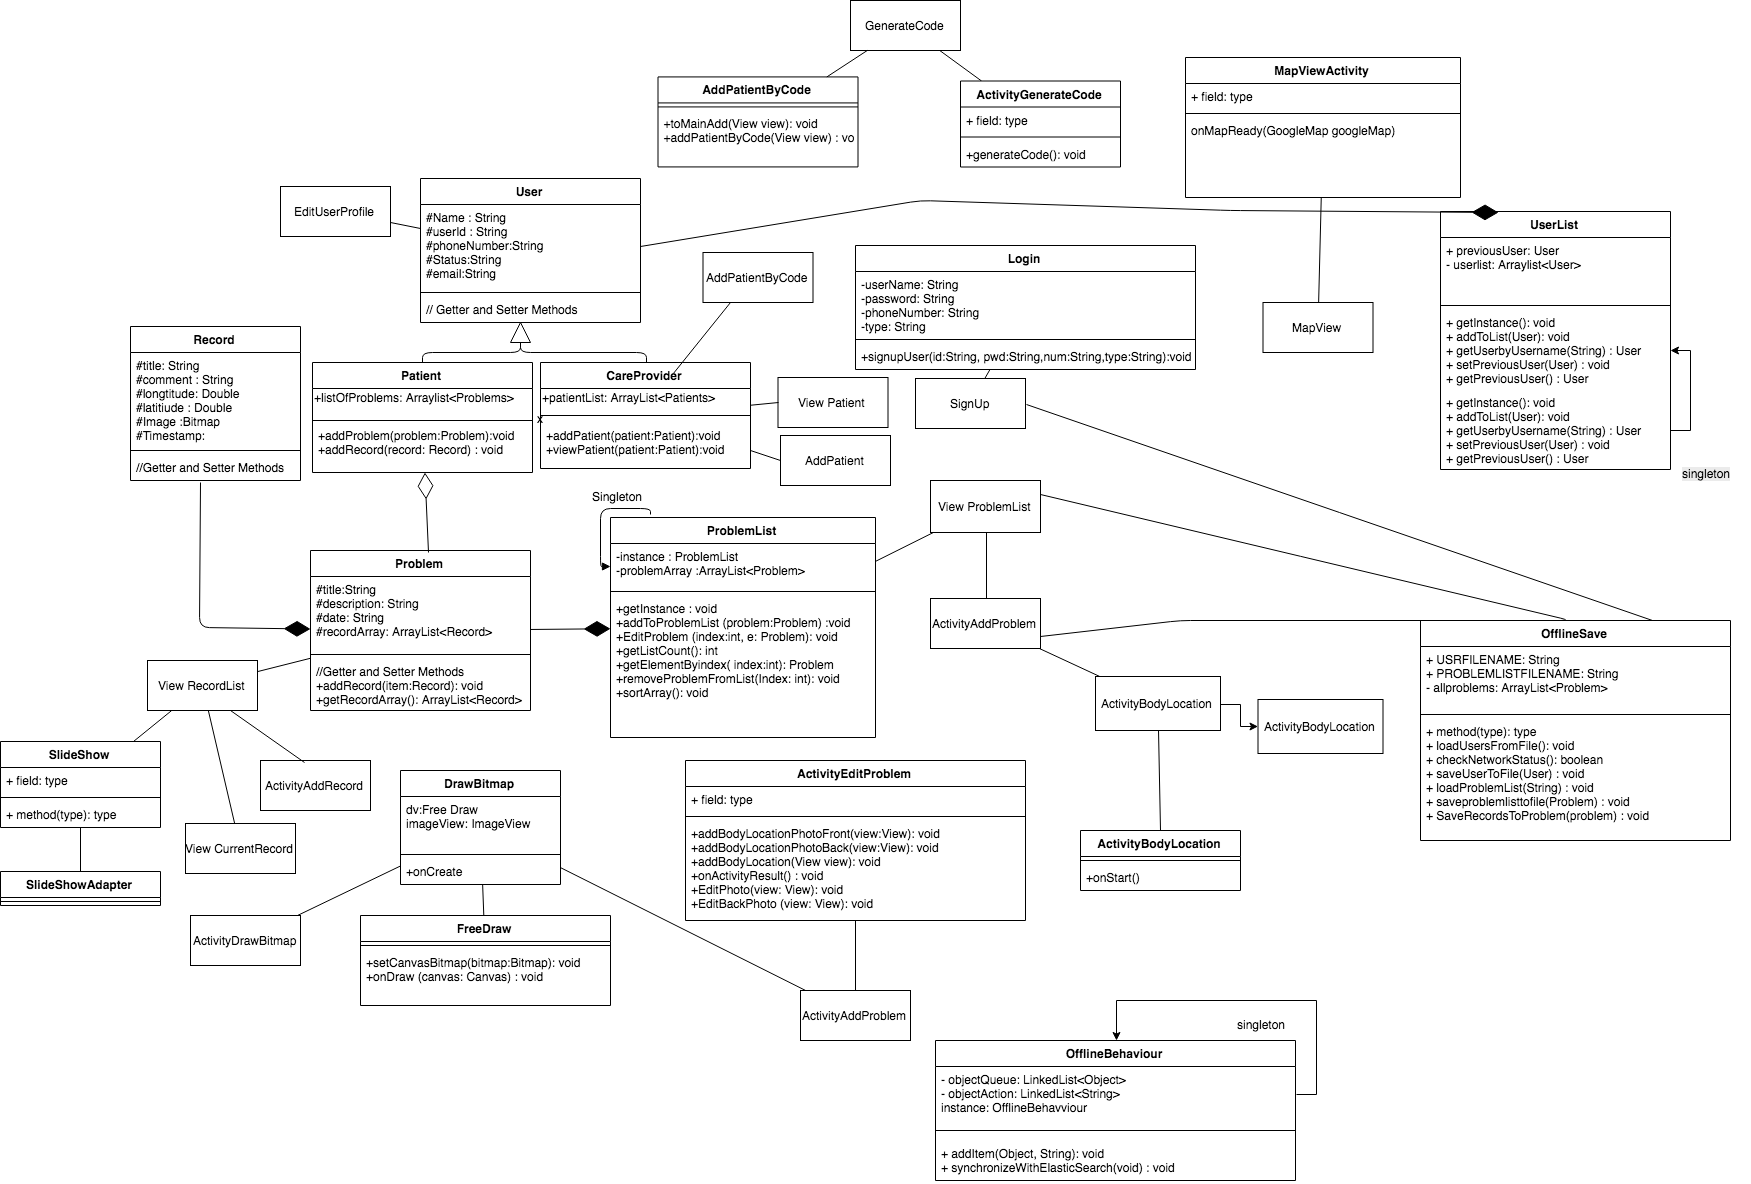 GenerateCode
AddPatientByCode
+toMainAdd(View view): void
+addPatientByCode(View view) : vo
ActivityGenerateCode
+ field: type
+generateCode(): void
MapViewActivity
+ field: type
onMapReady(GoogleMap googleMap)
EditUserProfile
User
#Name : String
#userId : String
#phoneNumber:String
#Status:String
#email:String
// Getter and Setter Methods
AddPatientByCode
Login
-userName: String
-password: String
-phoneNumber: String
-type: String
+signupUser(id:String, pwd:String,num:String,type:String):void
MapView
UserList
+ previousUser: User
- userlist: Arraylist<User>
+ getInstance(): void
+ addToList(User): void
+ getUserbyUsername(String) : User
+ setPreviousUser(User) : void
+ getPreviousUser() : User
+ getInstance(): void
+ addToList(User): void
+ getUserbyUsername(String) : User
+ setPreviousUser(User) : void
+ getPreviousUser() : User
singleton
Record
#title: String
#comment : String
#longtitude: Double
#latitiude : Double
#Image :Bitmap
#Timestamp:
//Getter and Setter Methods
Patient
+listOfProblems: Arraylist<Problems>
+addProblem(problem:Problem):void
+addRecord(record: Record) : void
x
CareProvider
+patientList: ArrayList<Patients>
+addPatient(patient:Patient):void
+viewPatient(patient:Patient):void
View Patient
AddPatient
SignUp
Singleton
ProblemList
-instance : ProblemList
-problemArray :ArrayList<Problem>
+getInstance : void
+addToProblemList (problem:Problem) :void
+EditProblem (index:int, e: Problem): void
+getListCount(): int
+getElementByindex( index:int): Problem
+removeProblemFromList(Index: int): void
+sortArray(): void
View ProblemList
ActivityAddProblem
Problem
#title:String
#description: String
#date: String
#recordArray: ArrayList<Record>
//Getter and Setter Methods
+addRecord(item:Record): void
+getRecordArray(): ArrayList<Record>
View RecordList
OfflineSave
+ USRFILENAME: String
+ PROBLEMLISTFILENAME: String
- allproblems: ArrayList<Problem>
+ method(type): type
+ loadUsersFromFile(): void
+ checkNetworkStatus(): boolean
+ saveUserToFile(User) : void
+ loadProblemList(String) : void
+ saveproblemlisttofile(Problem) : void
+ SaveRecordsToProblem(problem) : void
ActivityBodyLocation
ActivityBodyLocation
SlideShow
+ field: type
+ method(type): type
SlideShowAdapter
ActivityAddRecord
View CurrentRecord
DrawBitmap
dv:Free Draw
imageView: ImageView
+onCreate
ActivityDrawBitmap
FreeDraw
+setCanvasBitmap(bitmap:Bitmap): void
+onDraw (canvas: Canvas) : void
ActivityEditProblem
+ field: type
+addBodyLocationPhotoFront(view:View): void
+addBodyLocationPhotoBack(view:View): void
+addBodyLocation(View view): void
+onActivityResult() : void
+EditPhoto(view: View): void
+EditBackPhoto (view: View): void
ActivityBodyLocation
+onStart()
ActivityAddProblem
singleton
OfflineBehaviour
- objectQueue: LinkedList<Object>
- objectAction: LinkedList<String>
instance: OfflineBehavviour
+ addItem(Object, String): void
+ synchronizeWithElasticSearch(void) : void